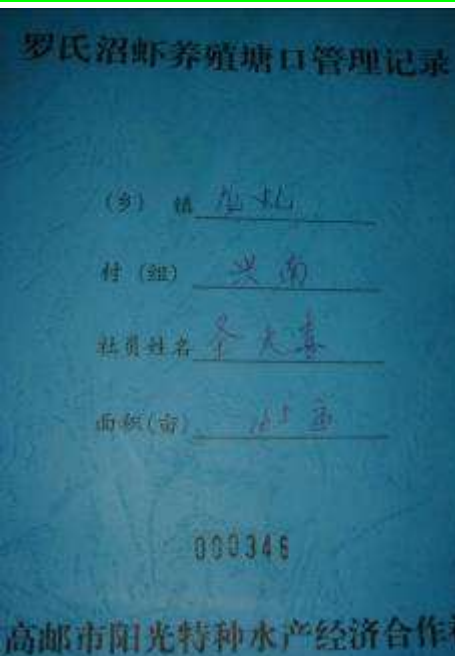 罗氏沼虾养殖塘口管理记录
(乡) 镇
村 (组) 兴南
社员姓名
面积(亩)
000346
高邮市阳光特种水产经济合作